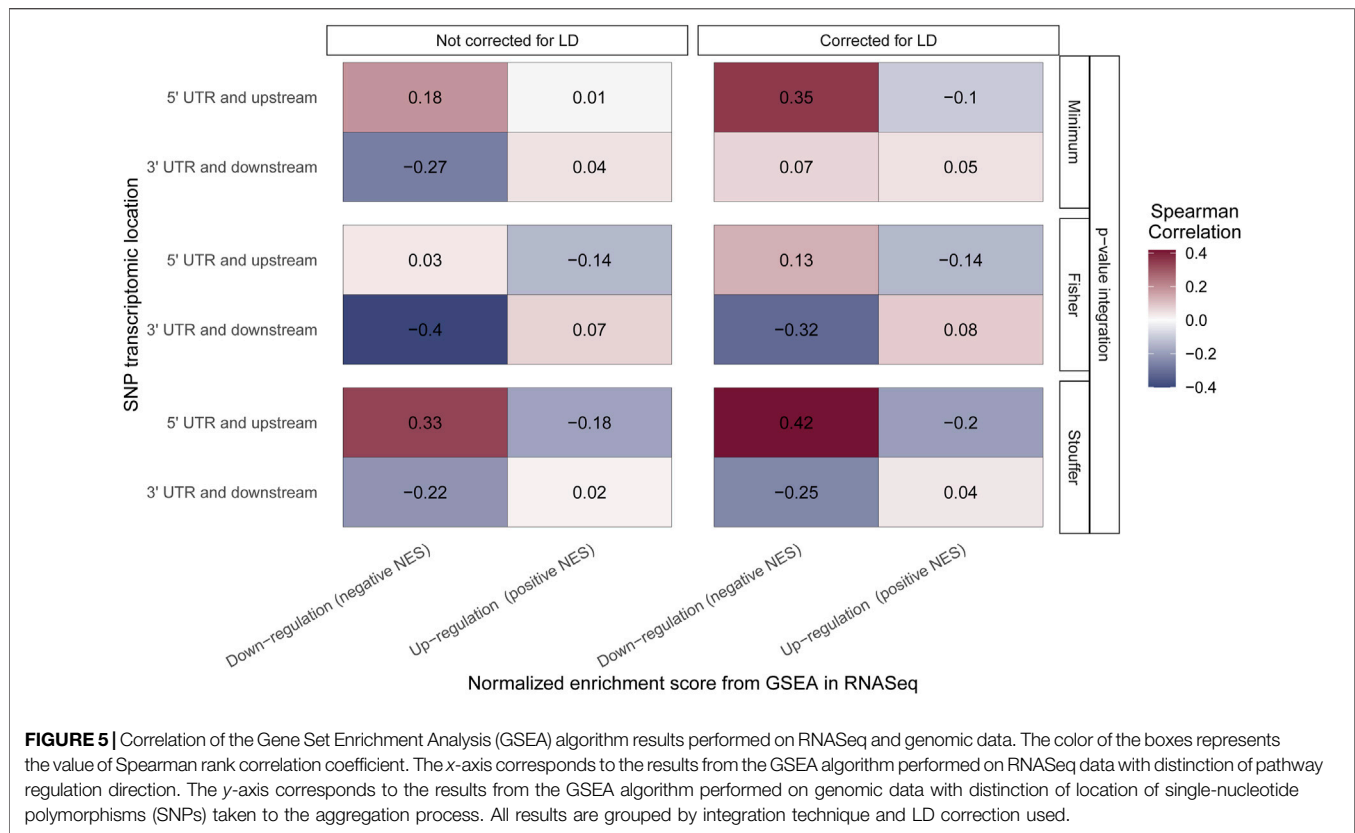 Not corrected for LD
Corrected for LD
5' UTR and upstream
0.18
0.01
0.35
−0.1
3' UTR and downstream
−0.27
0.04
0.07
0.05
Minimum
5' UTR and upstream
0.03
−0.14
0.13
−0.14
3' UTR and downstream
−0.4
0.07
−0.32
0.08
Fisher
5' UTR and upstream
0.33
−0.18
0.42
−0.2
3' UTR and downstream
−0.22
0.02
−0.25
0.04
Stouffer
p−value integration
SNP transcriptomic location
Spearman
Correlation
0.4
0.2
0.0
−0.2
−0.4
Down−regulation (negative NES)
Up−regulation (positive NES)
Down−regulation (negative NES)
Up−regulation (positive NES)
Normalized enrichment score from GSEA in RNASeq
FIGURE 5 | Correlation of the Gene Set Enrichment Analysis (GSEA) algorithm results performed on RNASeq and genomic data. The color of the boxes represents
the value of Spearman rank correlation coefficient. The x-axis corresponds to the results from the GSEA algorithm performed on RNASeq data with distinction of pathway
regulation direction. The y-axis corresponds to the results from the GSEA algorithm performed on genomic data with distinction of location of single-nucleotide
polymorphisms (SNPs) taken to the aggregation process. All results are grouped by integration technique and LD correction used.